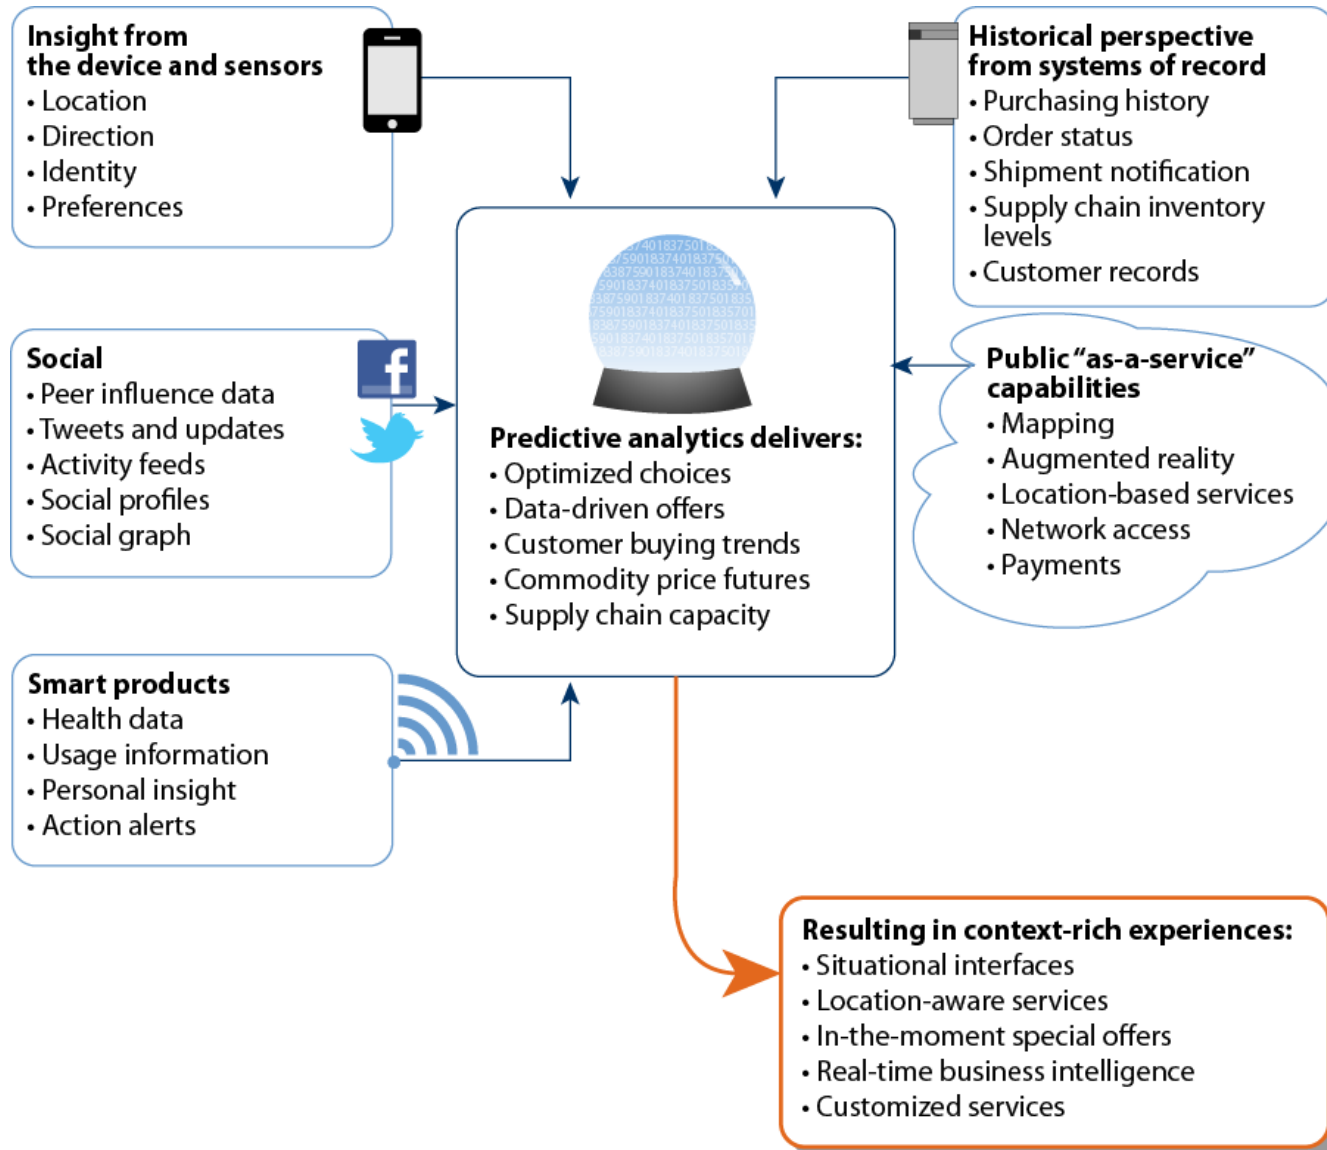 Insight from
the device and sensors
• Location
• Direction
• Identity
• Preferences
Historical perspective
from systems of record
• Purchasing history
• Order status
• Shipment notification
• Supply chain inventory
levels
• Customer records
Social
• Peer influence data
• Tweets and updates
• Activity feeds
• Social profiles
• Social graph
f
Public “as-a-service”
capabilities
• Mapping
• Augmented reality
• Location-based services
• Network access
• Payments
Predictive analytics delivers:
• Optimized choices
• Data-driven offers
• Customer buying trends
• Commodity price futures
• Supply chain capacity
Smart products
• Health data
• Usage information
• Personal insight
• Action alerts
Resulting in context-rich experiences:
• Situational interfaces
• Location-aware services
• In-the-moment special offers
• Real-time business intelligence
• Customized services